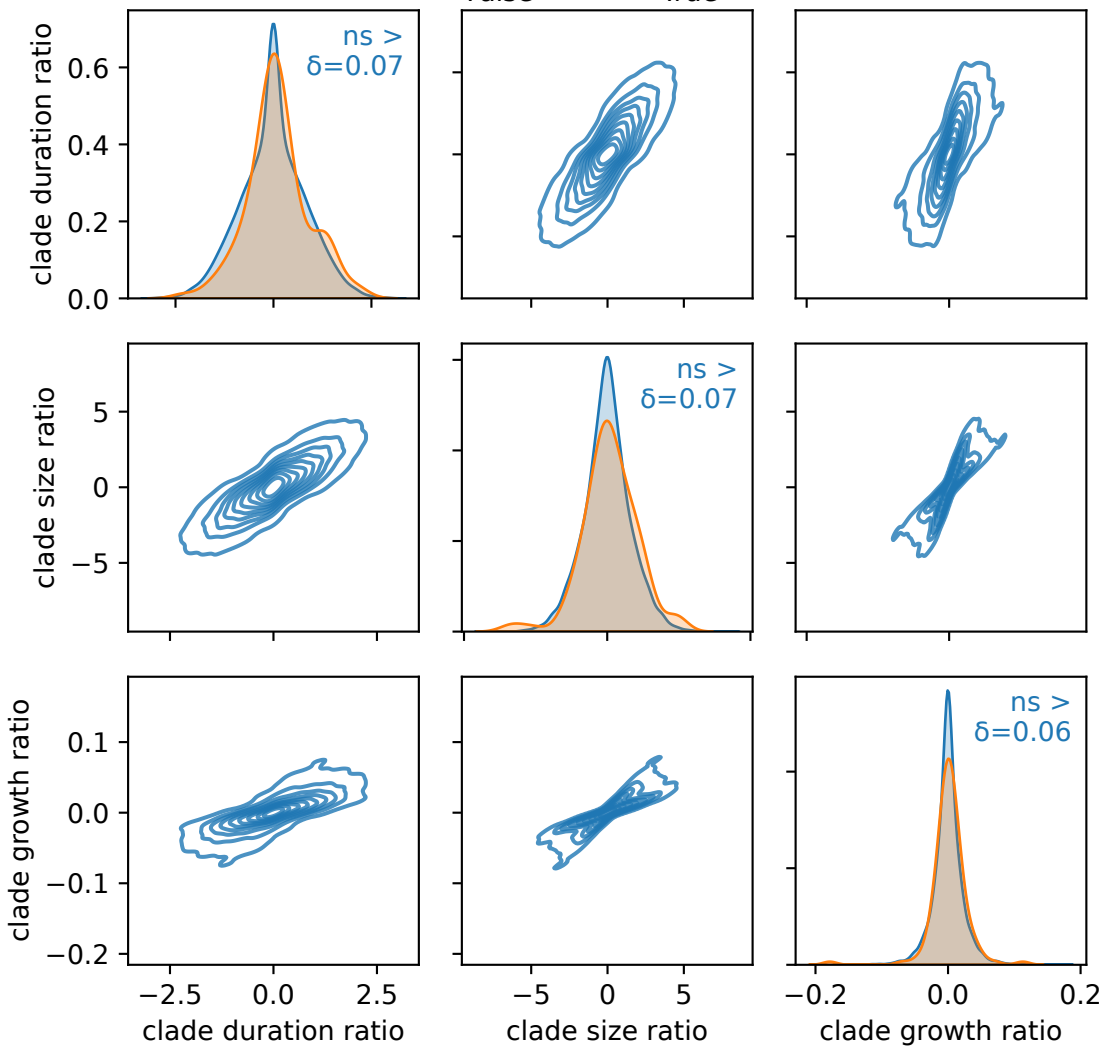 clade duration ratio
0.6
0.4
0.2
0.0
ns >
δ=0.07
clade size ratio
5
0
−5
ns >
δ=0.07
clade growth ratio
0.1
0.0
−0.1
−0.2
ns >
δ=0.06
−2.5 0.0 2.5
−5 0 5
−0.2 0.0 0.2
clade duration ratio
clade size ratio
clade growth ratio